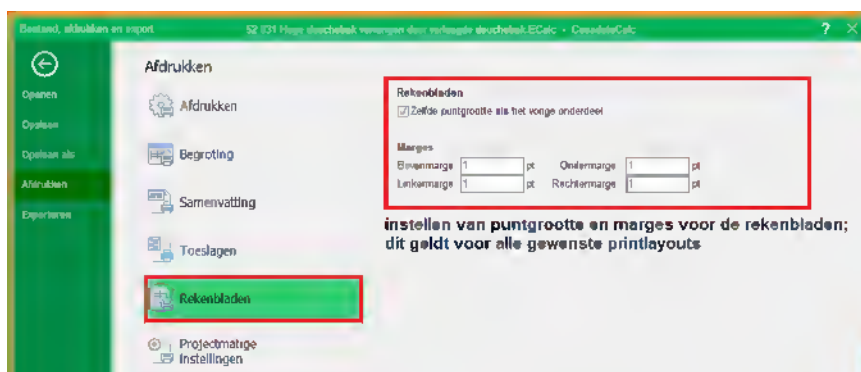 Bestand, afdrukken en export
52 031 Hoge douchebak vervangen door verlaagde douchebak.ECalc - CasadataCalc
? ×
Openen
Opslaan
Opslaan als
Afdrukken
Exporteren
Afdrukken
Afdrukken
Begroting
Samenvatting
Toeslagen
Rekenbladen
Projectmatige
instellingen
Rekenbladen
Zelfde puntgrootte als het vorige onderdeel
Marges
Bovenmarge 1 pt Ondermarge 1 pt
Linkermarge 1 pt Rechtermarge 1 pt
instellen van puntgrootte en marges voor de rekenbladen;
dit geldt voor alle gewenste printlayouts